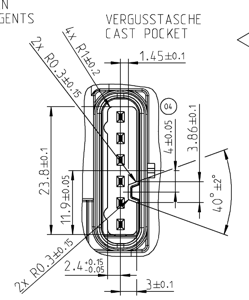 N
GENTS
VERGUSSTASCHE
CAST POCKET
2x R0.3±0.15
4x R1±0.2
1.45±0.1
04
4±0.05
3.86±0.1
23.8±0.1
11.9±0.05
40°±2°
2x R0.3±0.15
2.4+0.15-0.05
3±0.1